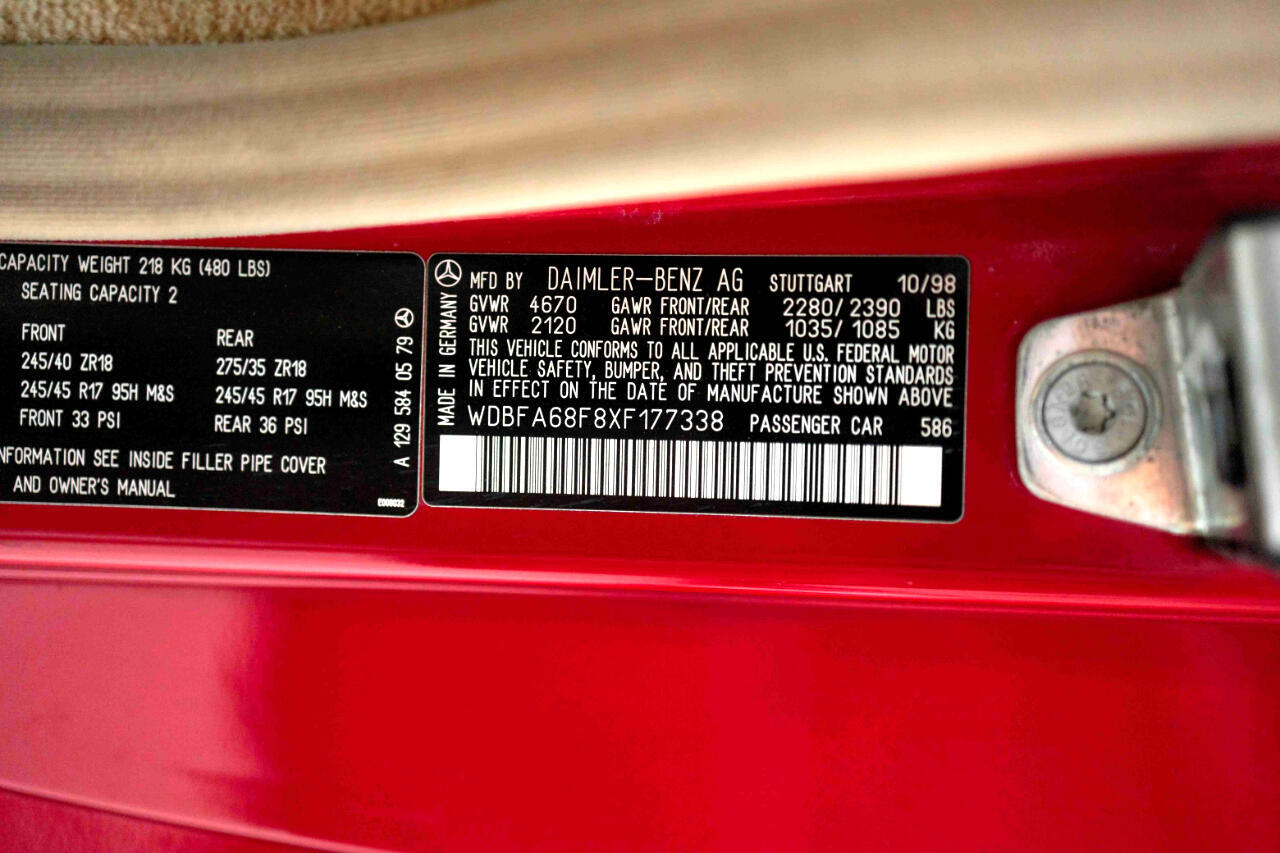 CAPACITY WEIGHT 218 KG (480 LBS)
SEATING CAPACITY 2
FRONT REAR
245/40 ZR18 275/35 ZR18
245/45 R17 95H M&S 245/45 R17 95H M&S
FRONT 33 PSI REAR 36 PSI
INFORMATION SEE INSIDE FILLER PIPE COVER
AND OWNER'S MANUAL
A 129 584 05 79
MADE IN GERMANY
MFD BY DAIMLER-BENZ AG STUTTGART 10/98
GVWR 4670 GAWR FRONT/REAR 2280/2390 LBS
GVWR 2120 GAWR FRONT/REAR 1035/1085 KG
THIS VEHICLE CONFORMS TO ALL APPLICABLE U.S. FEDERAL MOTOR
VEHICLE SAFETY, BUMPER, AND THEFT PREVENTION STANDARDS
IN EFFECT ON THE DATE OF MANUFACTURE SHOWN ABOVE
WDBFA68F8XF177338 PASSENGER CAR 586